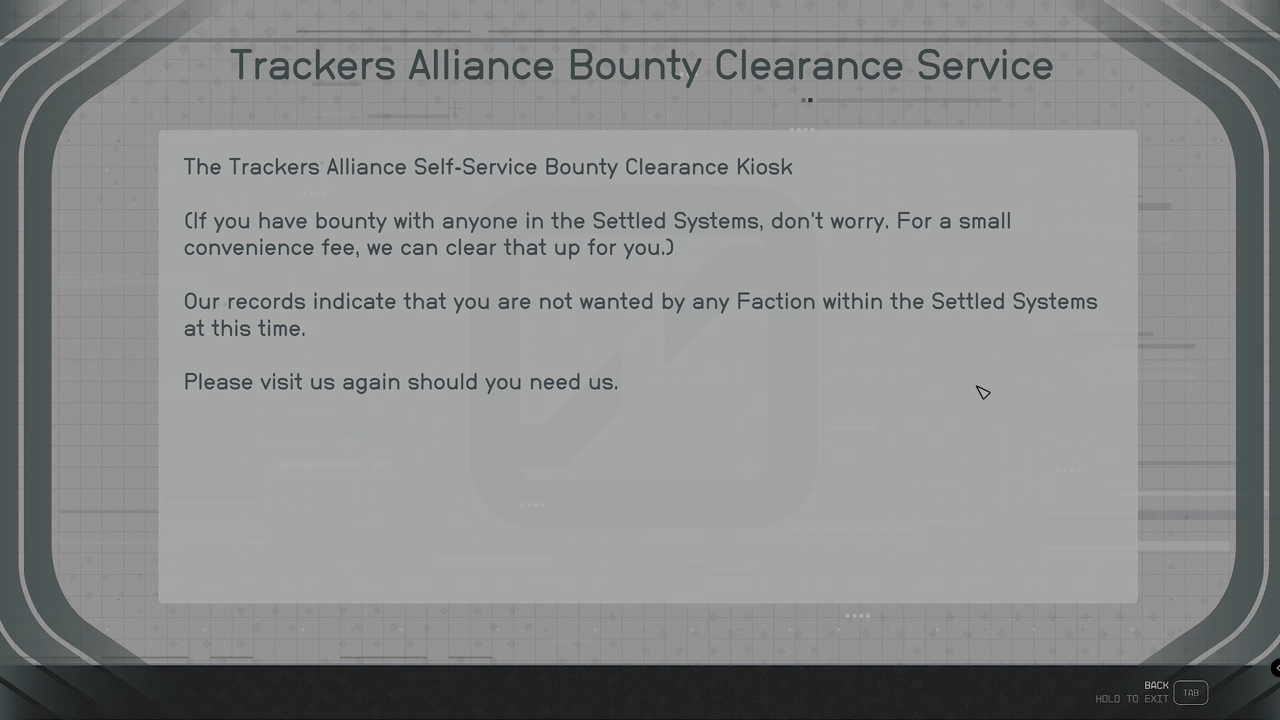 Trackers Alliance Bounty Clearance Service
The Trackers Alliance Self-Service Bounty Clearance Kiosk
(If you have bounty with anyone in the Settled Systems, don't worry. For a small
convenience fee, we can clear that up for you.)
Our records indicate that you are not wanted by any Faction within the Settled Systems
at this time.
Please visit us again should you need us.
BACK
HOLD TO EXIT TAB